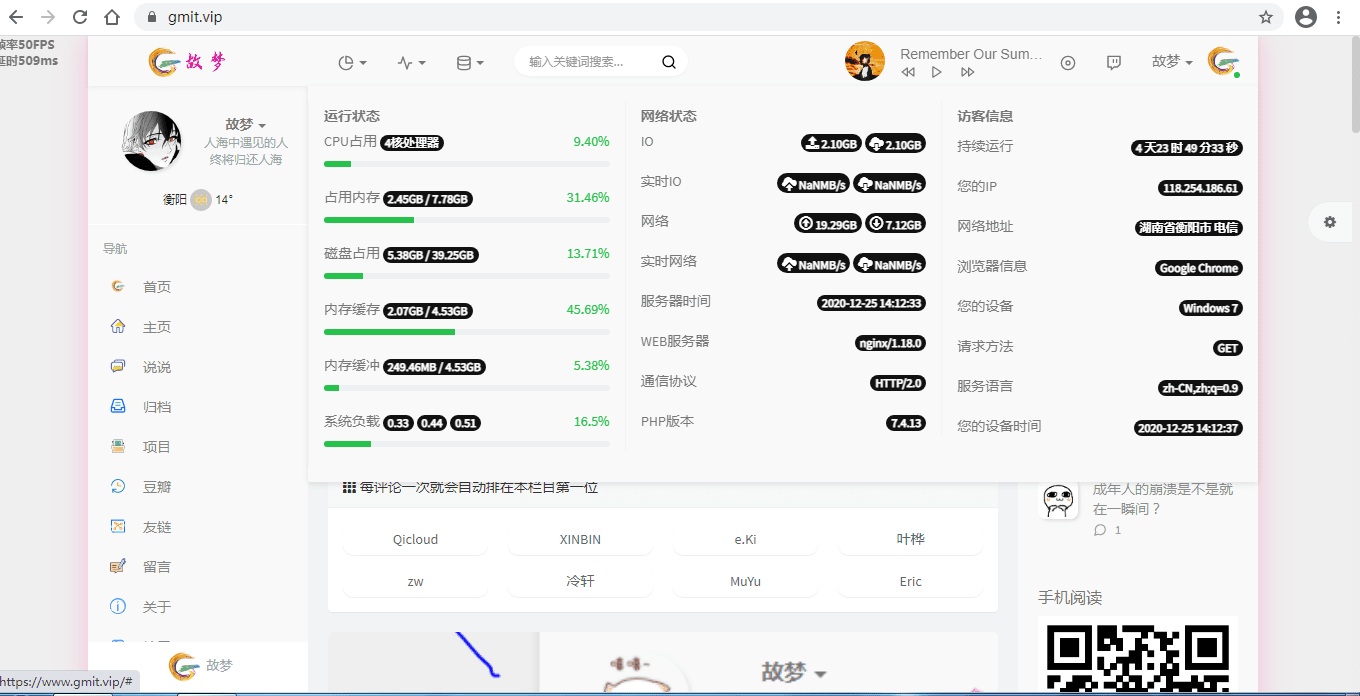 gmit.vip
帧率50FPS
延时509ms
故梦
输入关键词搜索...
Remember Our Sum...
故梦
故梦
人海中遇见的人
终将归还人海
衡阳
14°
导航
首页
主页
说说
归档
项目
豆瓣
友链
留言
关于
故梦
https://www.gmit.vip/#
运行状态
CPU占用 4核处理器 9.40%
占用内存 2.45GB / 7.78GB 31.46%
磁盘占用 5.38GB / 39.25GB 13.71%
内存缓存 2.07GB / 4.53GB 45.69%
内存缓冲 249.46MB / 4.53GB 5.38%
系统负载 0.33 0.44 0.51 16.5%
网络状态
IO 2.10GB 2.10GB
实时IO NaNMB/s NaNMB/s
网络 19.29GB 7.12GB
实时网络 NaNMB/s NaNMB/s
服务器时间 2020-12-25 14:12:33
WEB服务器 nginx/1.18.0
通信协议 HTTP/2.0
PHP版本 7.4.13
访客信息
持续运行 4 天23 时 49 分33 秒
您的IP 118.254.186.61
网络地址 湖南省衡阳市 电信
浏览器信息 Google Chrome
您的设备 Windows 7
请求方法 GET
服务语言 zh-CN,zh;q=0.9
您的设备时间 2020-12-25 14:12:37
每评论一次就会自动排在本栏目第一位
Qicloud XINBIN e.Ki 叶桦
zw 冷轩 MuYu Eric
故梦
成年人的崩溃是不是就
在一瞬间？
1
手机阅读